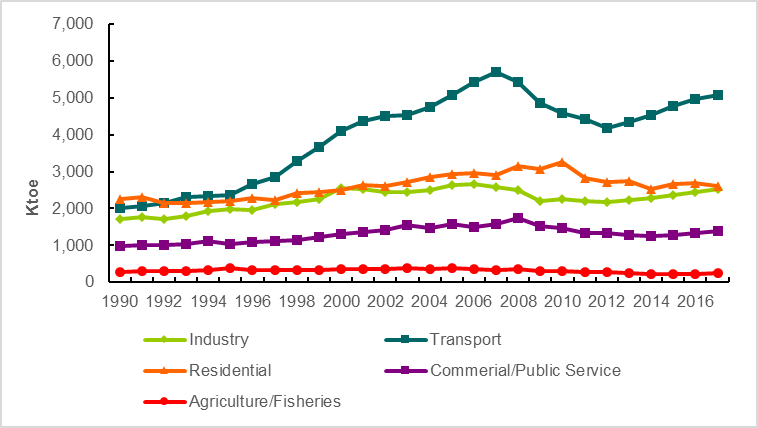 7,000
6,000
5,000
4,000
3,000
2,000
1,000
0
Ktoe
1990 1992 1994 1996 1998 2000 2002 2004 2006 2008 2010 2012 2014 2016
Industry Transport
Residential Commerial/Public Service
Agriculture/Fisheries